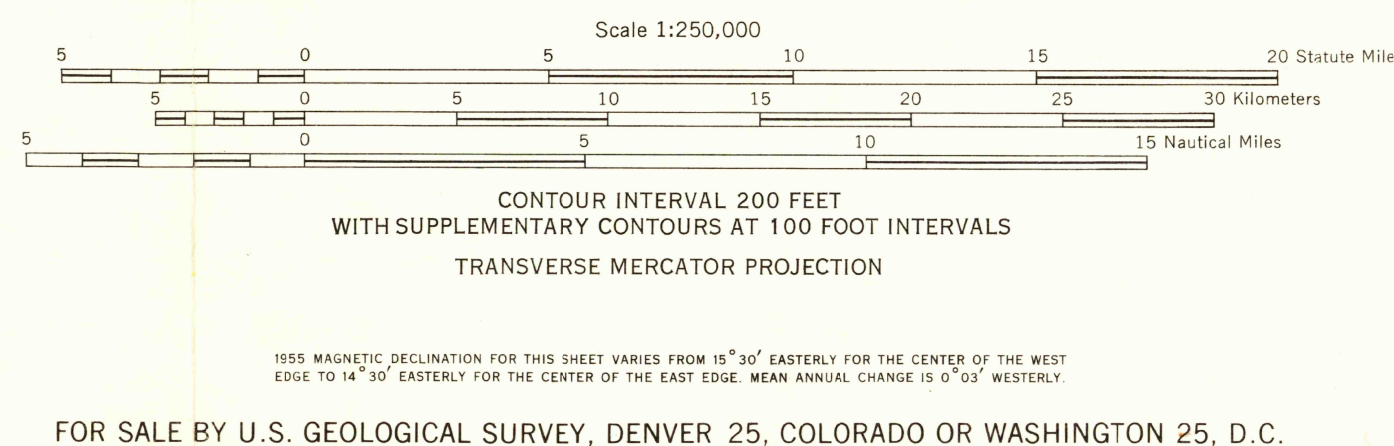 Scale 1:250,000
5 0 5 10 15 20 Statute Mile
5 0 5 10 15 20 25 30 Kilometers
5 0 5 10 15 Nautical Miles
CONTOUR INTERVAL 200 FEET
WITH SUPPLEMENTARY CONTOURS AT 100 FOOT INTERVALS
TRANSVERSE MERCATOR PROJECTION
1955 MAGNETIC DECLINATION FOR THIS SHEET VARIES FROM 15°30′ EASTERLY FOR THE CENTER OF THE WEST
EDGE TO 14°30′ EASTERLY FOR THE CENTER OF THE EAST EDGE. MEAN ANNUAL CHANGE IS 0°03′ WESTERLY.
FOR SALE BY U.S. GEOLOGICAL SURVEY, DENVER 25, COLORADO OR WASHINGTON 25, D.C.